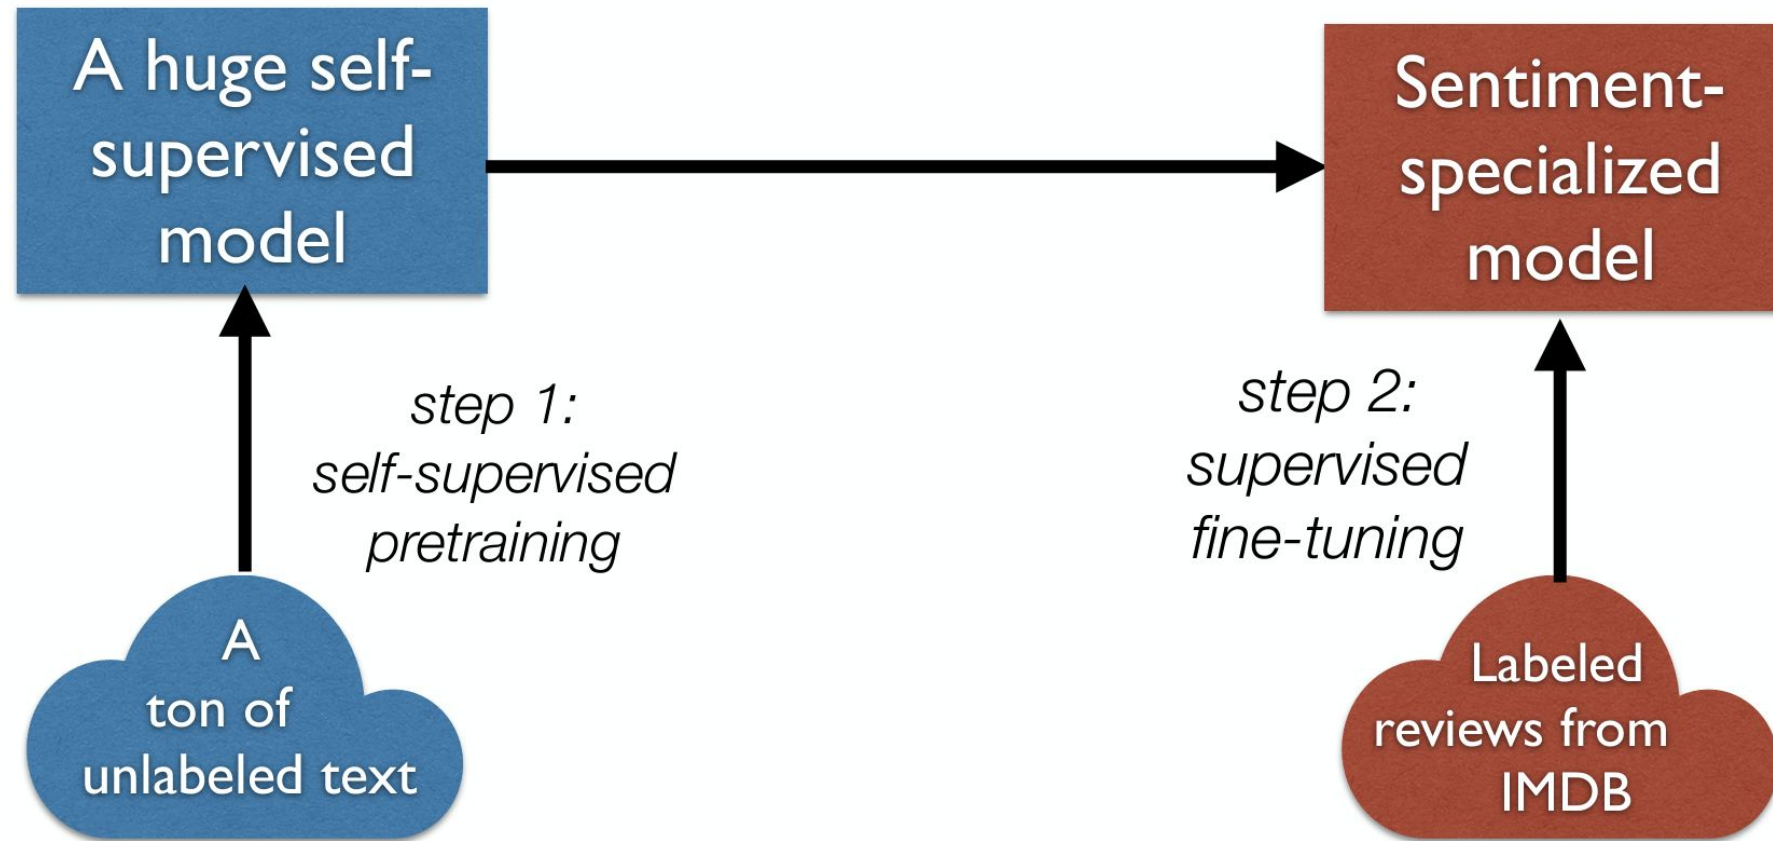 A huge self-
supervised
model
Sentiment-
specialized
model
step 1:
self-supervised
pretraining
step 2:
supervised
fine-tuning
A
ton of
unlabeled text
Labeled
reviews from
IMDB